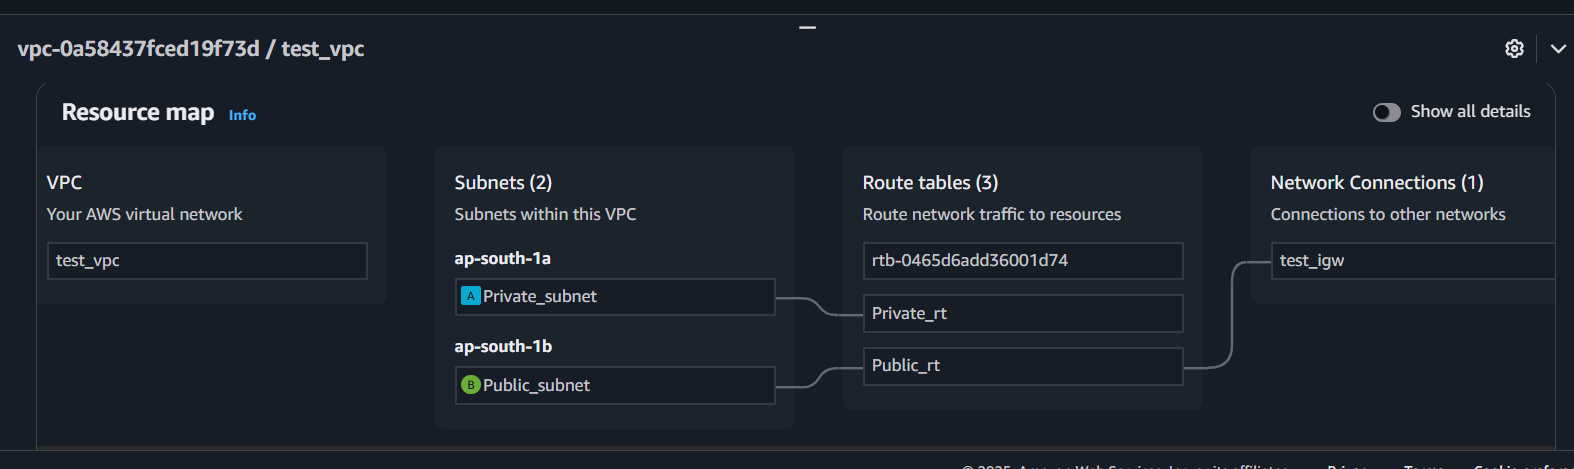 vpc-0a58437fced19f73d / test_vpc
Resource map Info
Show all details
VPC
Your AWS virtual network
test_vpc
Subnets (2)
Subnets within this VPC
ap-south-1a
A Private_subnet
ap-south-1b
B Public_subnet
Route tables (3)
Route network traffic to resources
rtb-0465d6add36001d74
Private_rt
Public_rt
Network Connections (1)
Connections to other networks
test_igw